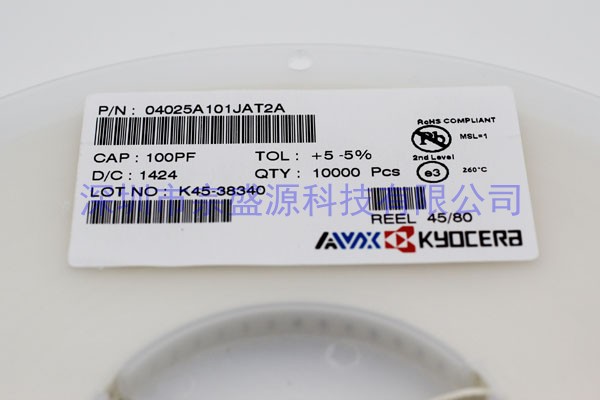 P/N : 04025A101JAT2A
RoHS COMPLIANT
Pb
MSL=1
CAP : 100PF TOL : +5 -5%
2nd Level
D/C : 1424 QTY : 10000 Pcs
e3 260°C
LOT NO : K45-38340
深圳市京盛源科技有限公司
REEL 45/80
AVX KYOCERA